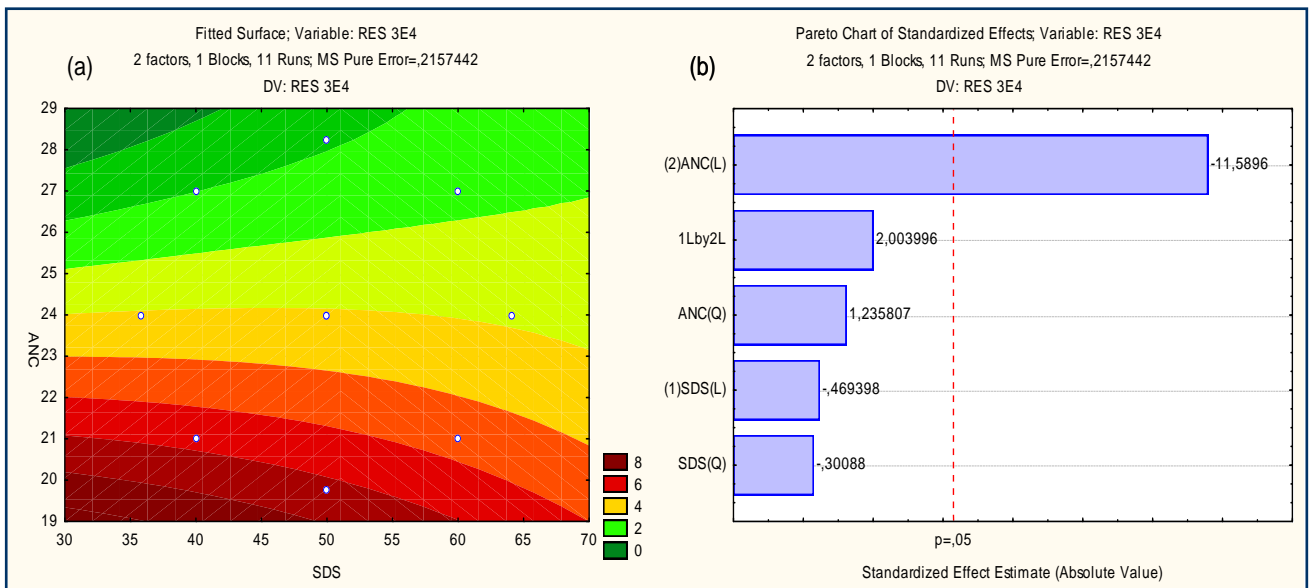 Fitted Surface; Variable: RES 3E4
(a)
2 factors, 1 Blocks, 11 Runs; MS Pure Error=,2157442
DV: RES 3E4
29
28
27
26
25
24
23
22
21
20
19
ANC
30 35 40 45 50 55 60 65 70
SDS
8
6
4
2
0
Pareto Chart of Standardized Effects; Variable: RES 3E4
(b)
2 factors, 1 Blocks, 11 Runs; MS Pure Error=,2157442
DV: RES 3E4
(2)ANC(L) -11,5896
1Lby2L 2,003996
ANC(Q) 1,235807
(1)SDS(L) -,469398
SDS(Q) -,30088
p=,05
Standardized Effect Estimate (Absolute Value)